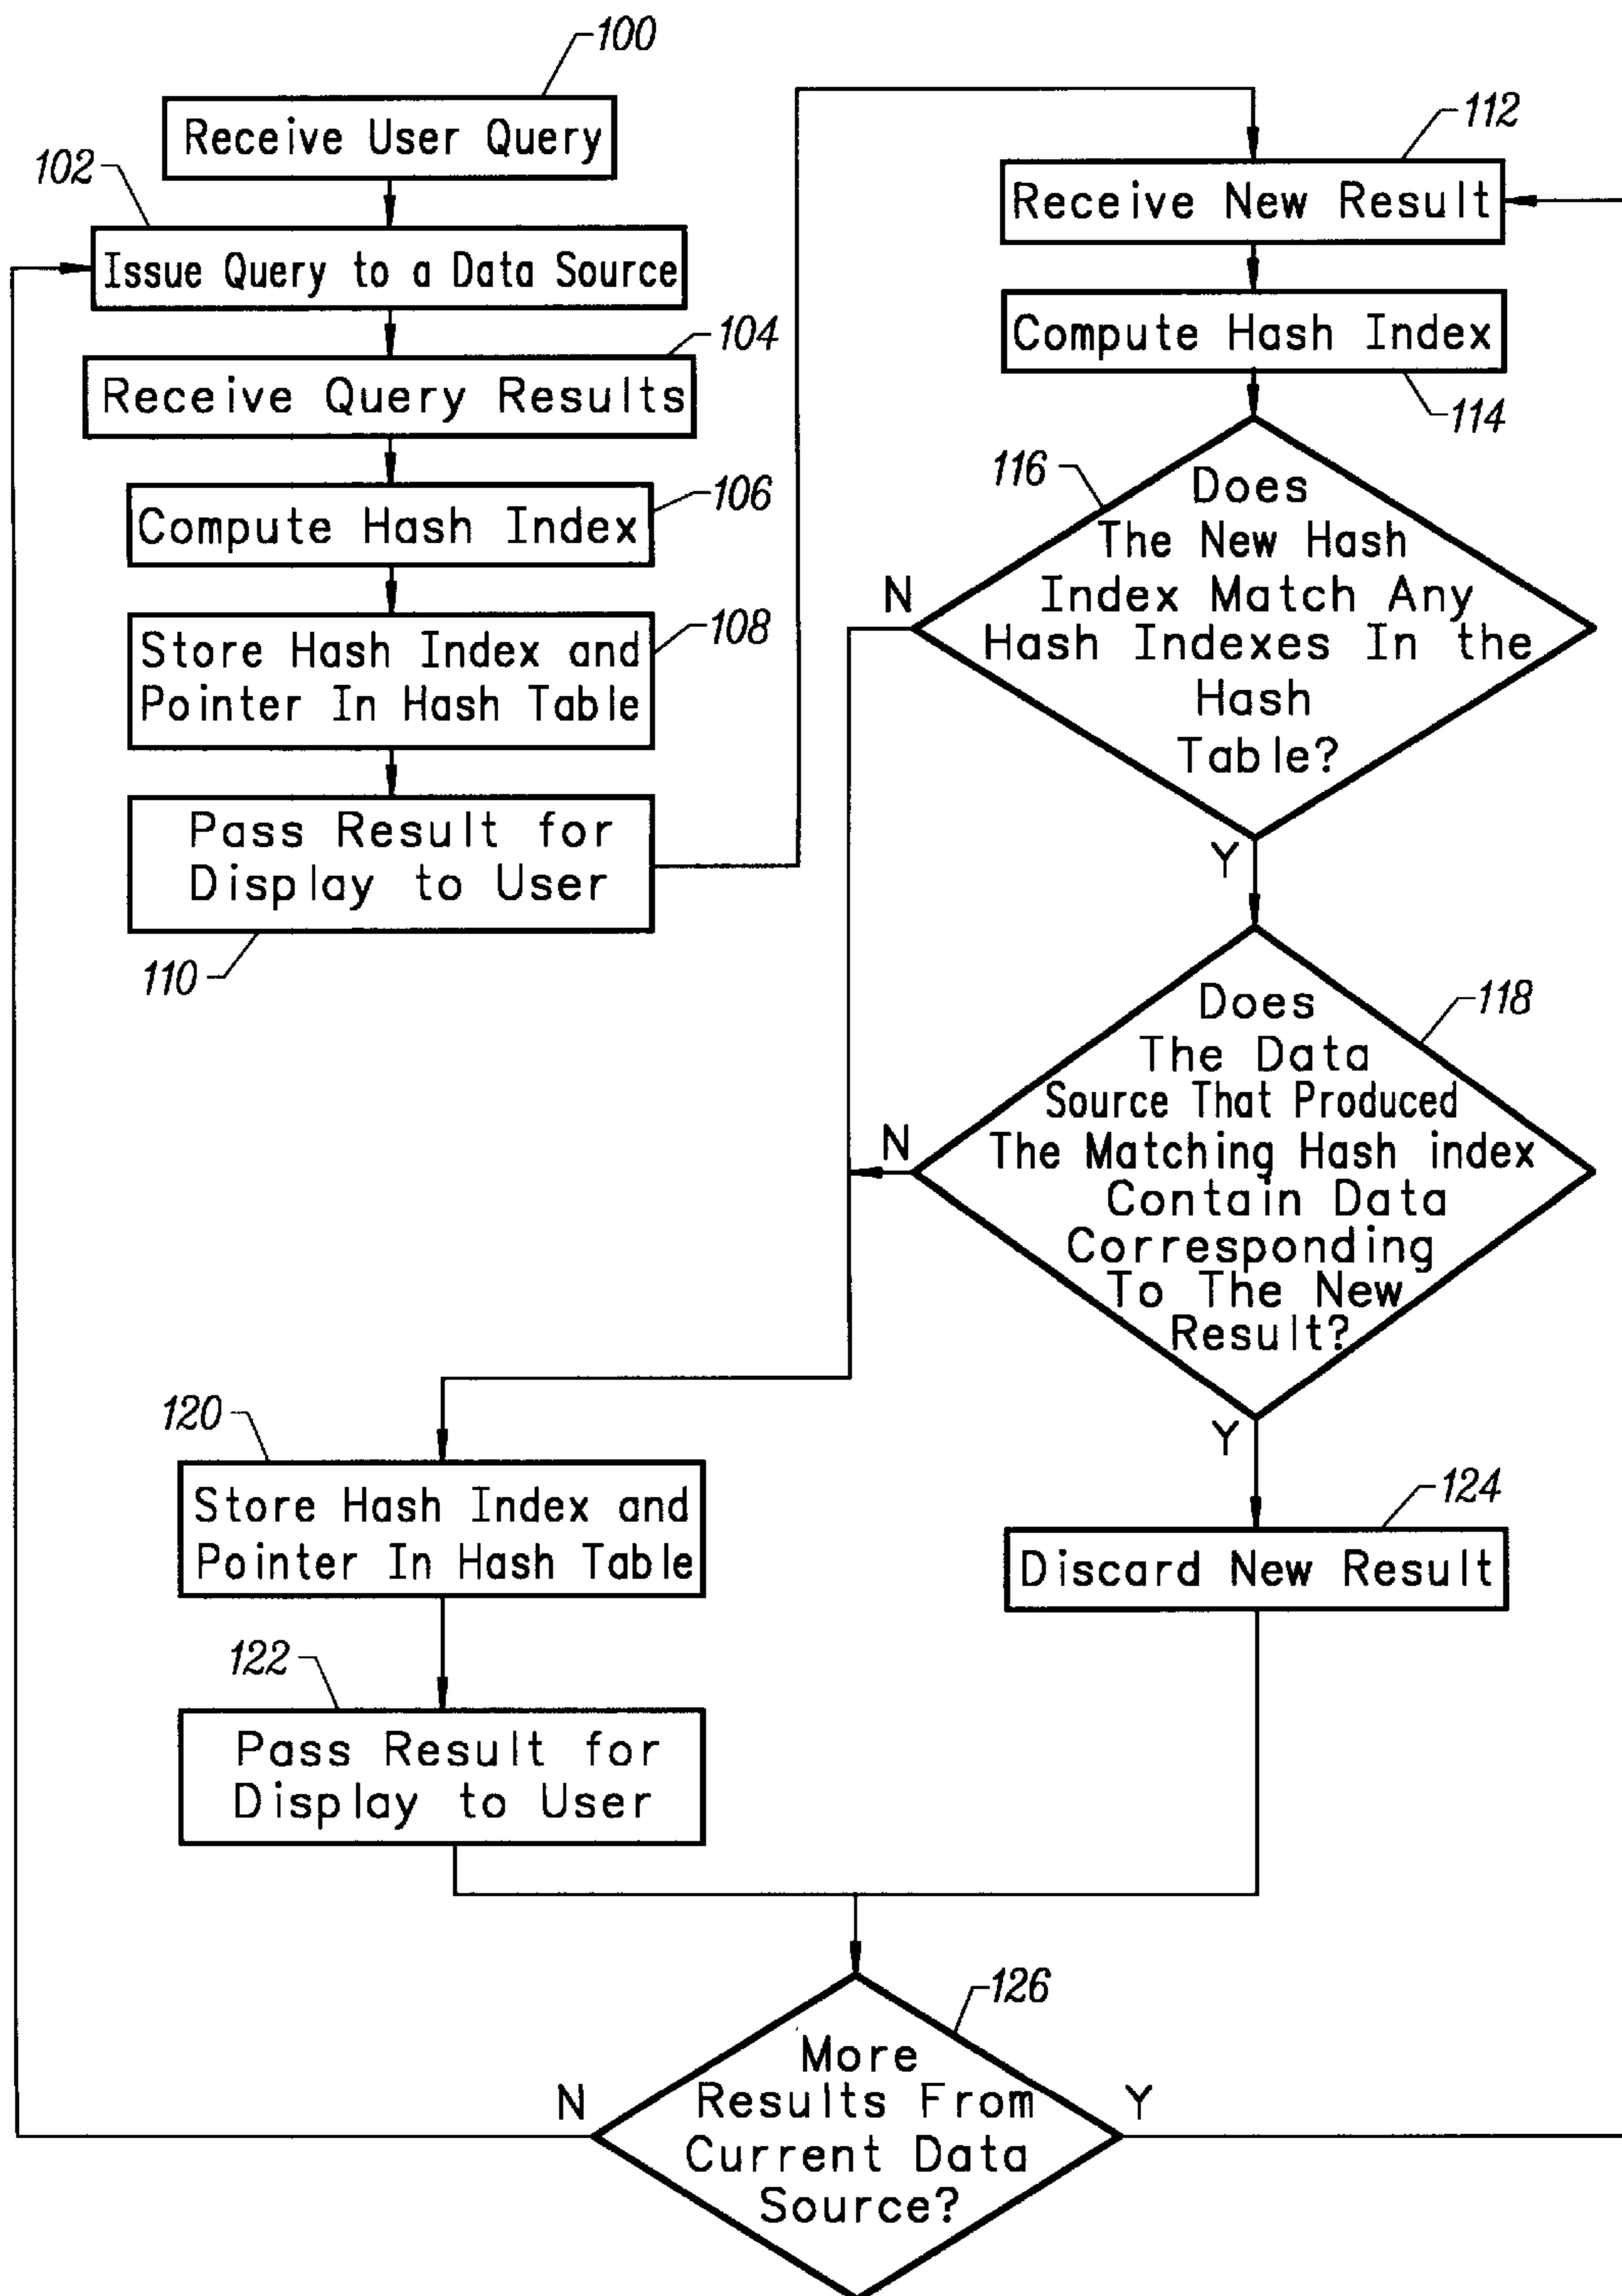 100
Receive User Query
102
Issue Query to a Data Source
104
Receive Query Results
106
Compute Hash Index
108
Store Hash Index and
Pointer In Hash Table
Pass Result for
Display to User
110
112
Receive New Result
Compute Hash Index
114
116
Does
The New Hash
Index Match Any
Hash Indexes In the
Hash
Table?
N
Y
118
Does
The Data
Source That Produced
The Matching Hash index
Contain Data
Corresponding
To The New
Result?
N
Y
120
Store Hash Index and
Pointer In Hash Table
122
Pass Result for
Display to User
124
Discard New Result
126
More
Results From
Current Data
Source?
N
Y